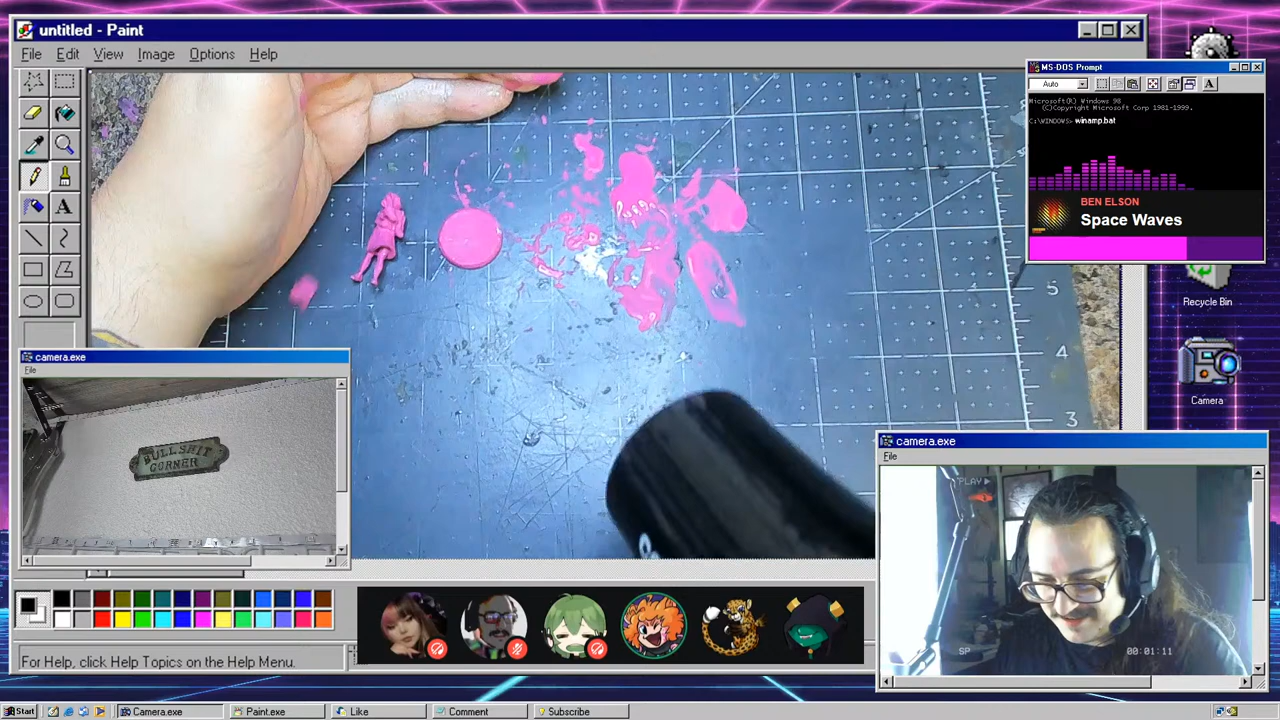 untitled - Paint
File Edit View Image Options Help
MS-DOS Prompt
Auto
Microsoft(R) Windows 98
(C)Copyright Microsoft Corp 1981-1999.
C:\WINDOWS> winamp.bat
BEN ELSON
Space Waves
5
4
3
Recycle Bin
Camera
camera.exe
File
BULLSHIT
CORNER
camera.exe
File
PLAY
SP
00:01:11
For Help, click Help Topics on the Help Menu.
Start
Camera.exe
Paint.exe
Like
Comment
Subscribe